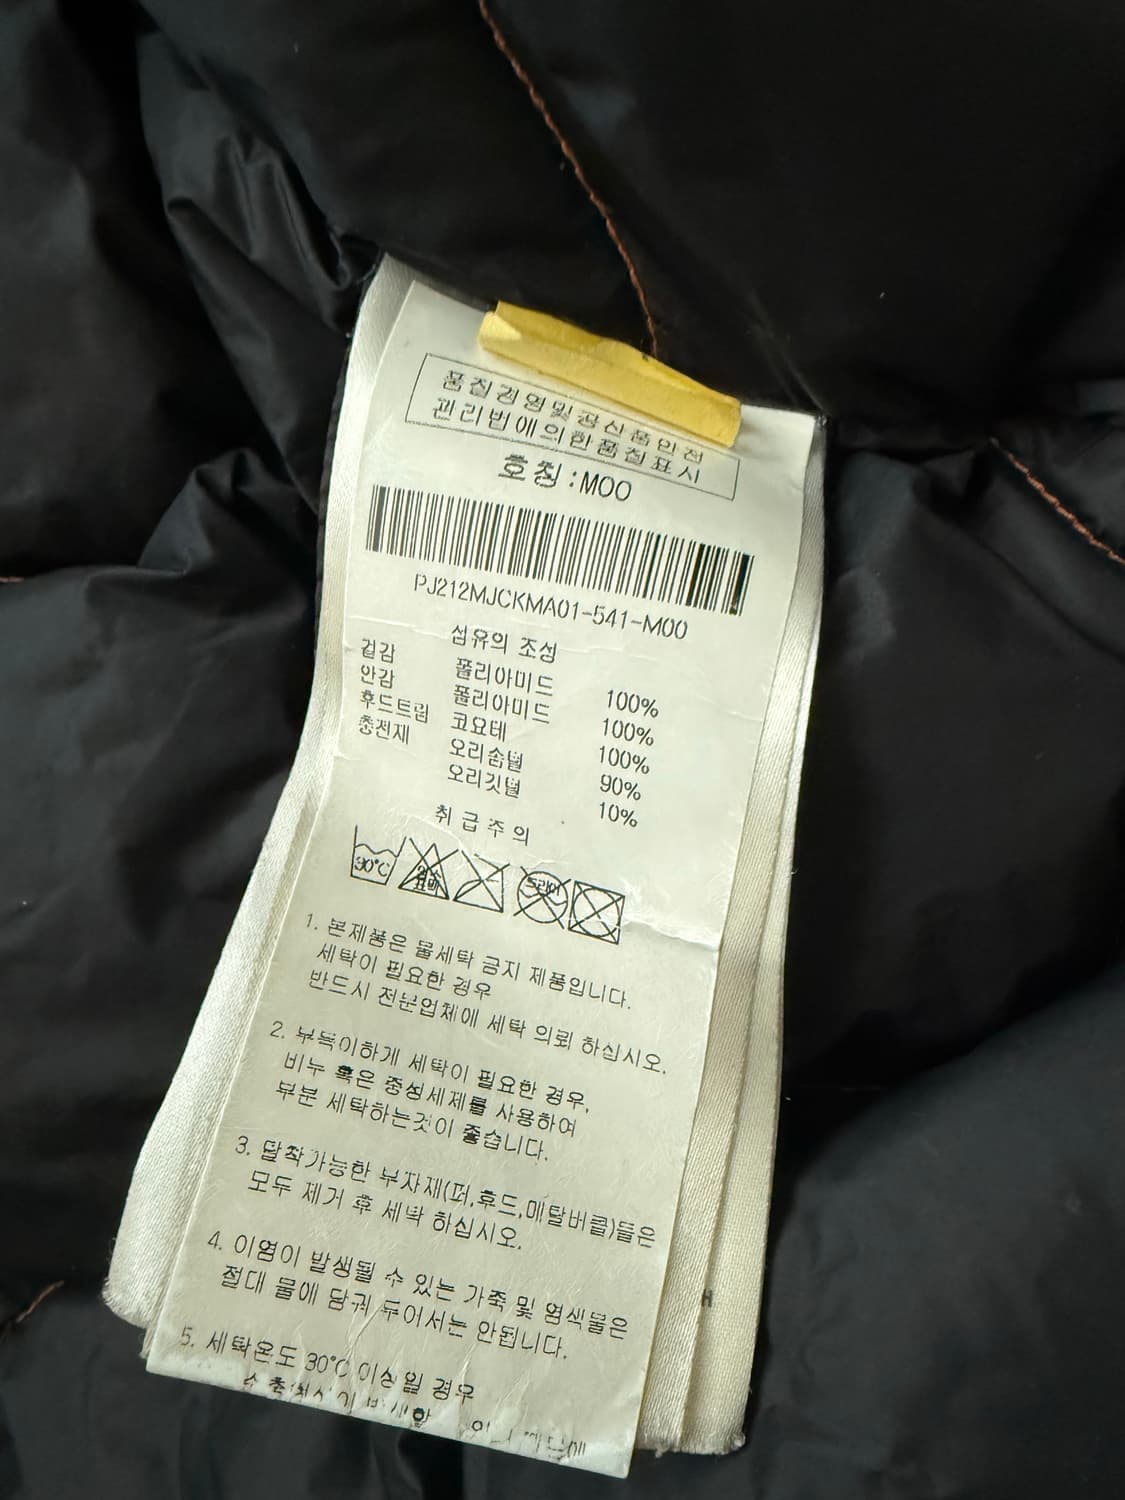 품질경영및공산품안전
관리법에의한품질표시
호칭:M00
PJ212MJCKMA01-541-M00
섬유의 조성
겉감 폴리아미드 100%
안감 폴리아미드 100%
후드트림 코요테 100%
충전재 오리솜털 90%
오리깃털 10%
취급주의
30℃ 드라이
1. 본제품은 물세탁 금지 제품입니다.
세탁이 필요한 경우
반드시 전문업체에 세탁 의뢰 하십시오.
2. 부득이하게 세탁이 필요한 경우,
비누 혹은 중성세제를 사용하여
부분 세탁하는것이 좋습니다.
3. 탈착가능한 부자재(퍼,후드,메탈버클)들은
모두 제거 후 세탁 하십시오.
4. 이염이 발생될 수 있는 가죽 및 염색물은
절대 물에 담궈 두어서는 안됩니다.
5. 세탁온도 30℃ 이상일 경우
H